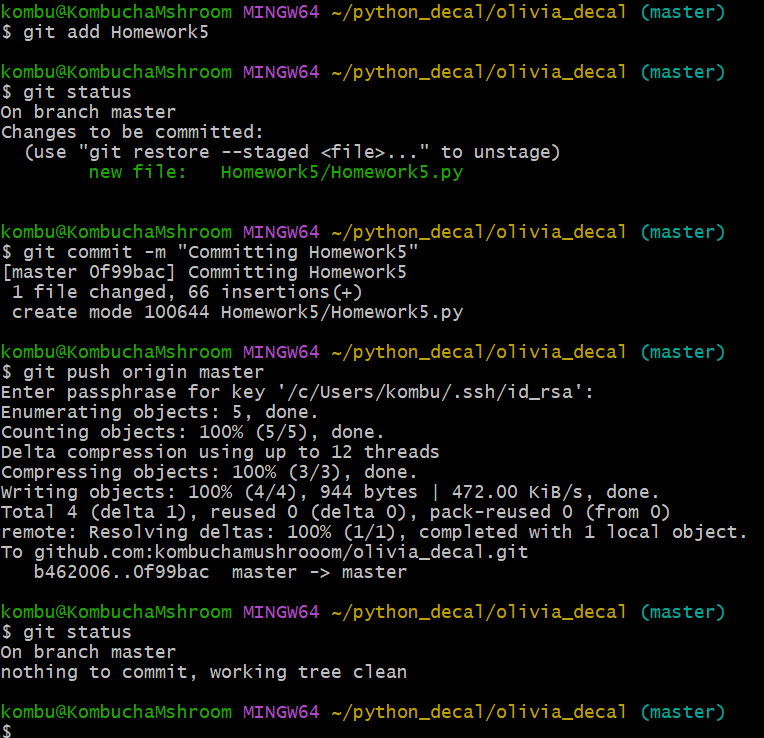 kombu@KombuchaMshroom MINGW64 ~/python_decal/olivia_decal (master)
$ git add Homework5

kombu@KombuchaMshroom MINGW64 ~/python_decal/olivia_decal (master)
$ git status
On branch master
Changes to be committed:
  (use "git restore --staged <file>..." to unstage)
        new file:   Homework5/Homework5.py


kombu@KombuchaMshroom MINGW64 ~/python_decal/olivia_decal (master)
$ git commit -m "Committing Homework5"
[master 0f99bac] Committing Homework5
 1 file changed, 66 insertions(+)
 create mode 100644 Homework5/Homework5.py

kombu@KombuchaMshroom MINGW64 ~/python_decal/olivia_decal (master)
$ git push origin master
Enter passphrase for key '/c/Users/kombu/.ssh/id_rsa':
Enumerating objects: 5, done.
Counting objects: 100% (5/5), done.
Delta compression using up to 12 threads
Compressing objects: 100% (3/3), done.
Writing objects: 100% (4/4), 944 bytes | 472.00 KiB/s, done.
Total 4 (delta 1), reused 0 (delta 0), pack-reused 0 (from 0)
remote: Resolving deltas: 100% (1/1), completed with 1 local object.
To github.com:kombuchamushrooom/olivia_decal.git
   b462006..0f99bac  master -> master

kombu@KombuchaMshroom MINGW64 ~/python_decal/olivia_decal (master)
$ git status
On branch master
nothing to commit, working tree clean

kombu@KombuchaMshroom MINGW64 ~/python_decal/olivia_decal (master)
$